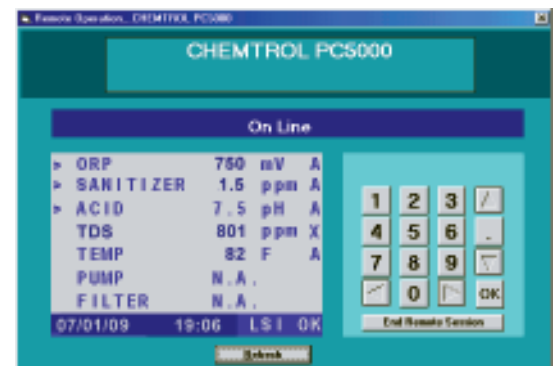 Remote Operation... CHEMTROL PC5000
CHEMTROL PC5000
On Line
ORP 750 mV A
SANITIZER 1.5 ppm A
ACID 7.5 pH A
TDS 801 ppm X
TEMP 82 F A
PUMP N.A.
FILTER N.A.
07/01/09 19:06 LSI OK
1 2 3
4 5 6 .
7 8 9
0 OK
End Remote Session
Refresh